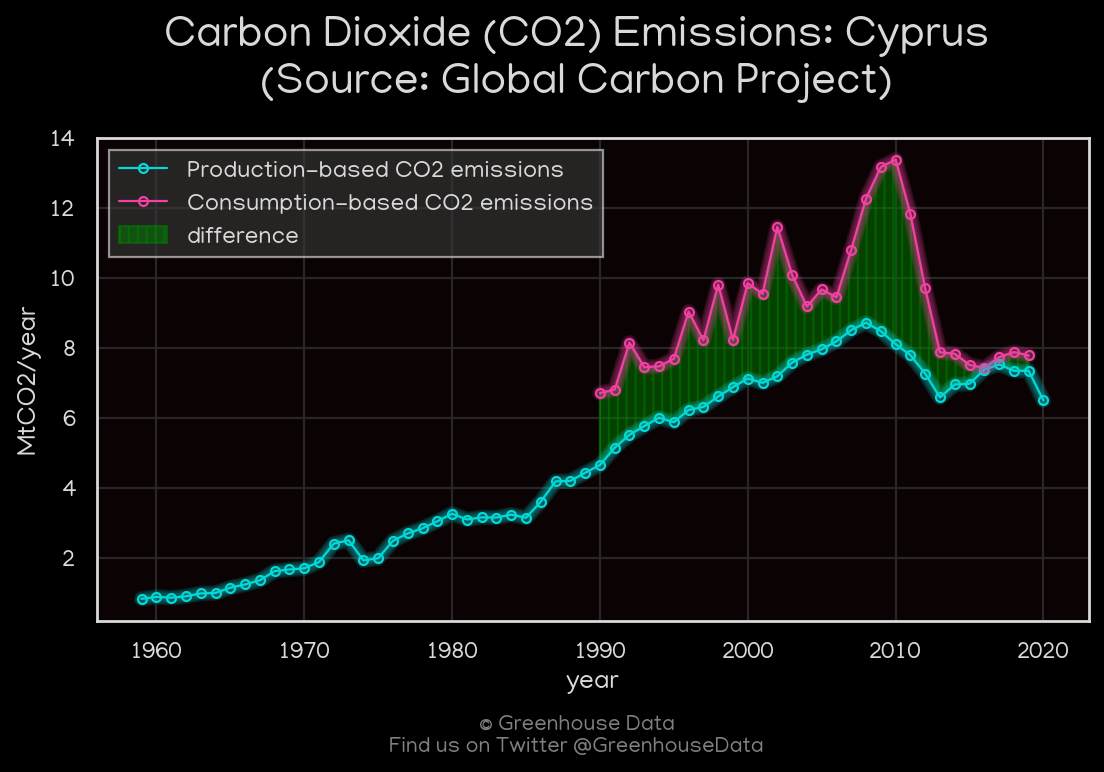 Carbon Dioxide (CO2) Emissions: Cyprus
(Source: Global Carbon Project)
14
12
10
8
6
4
2
MtCO2/year
Production-based CO2 emissions
Consumption-based CO2 emissions
difference
1960 1970 1980 1990 2000 2010 2020
year
© Greenhouse Data
Find us on Twitter @GreenhouseData